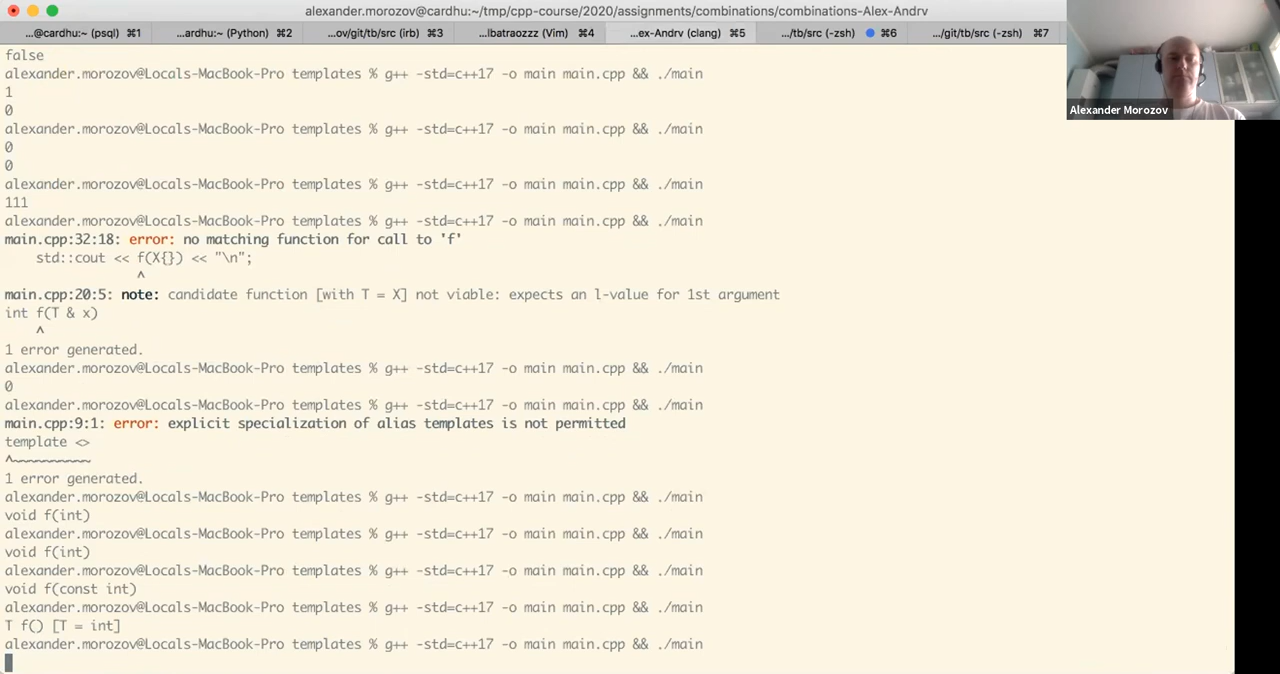 alexander.morozov@cardhu:~/tmp/cpp-course/2020/assignments/combinations/combinations-Alex-Andrv
...@cardhu:~ (psql) ⌘1 ...ardhu:~ (Python) ⌘2 ...ov/git/tb/src (irb) ⌘3 ...lbatraozzz (Vim) ⌘4 ...ex-Andrv (clang) ⌘5 .../tb/src (-zsh) ⌘6 .../git/tb/src (-zsh) ⌘7
Alexander Morozov
false
alexander.morozov@Locals-MacBook-Pro templates % g++ -std=c++17 -o main main.cpp && ./main
1
0
alexander.morozov@Locals-MacBook-Pro templates % g++ -std=c++17 -o main main.cpp && ./main
0
0
alexander.morozov@Locals-MacBook-Pro templates % g++ -std=c++17 -o main main.cpp && ./main
111
alexander.morozov@Locals-MacBook-Pro templates % g++ -std=c++17 -o main main.cpp && ./main
main.cpp:32:18: error: no matching function for call to 'f'
    std::cout << f(X{}) << "\n";
                 ^
main.cpp:20:5: note: candidate function [with T = X] not viable: expects an l-value for 1st argument
int f(T & x)
    ^
1 error generated.
alexander.morozov@Locals-MacBook-Pro templates % g++ -std=c++17 -o main main.cpp && ./main
0
alexander.morozov@Locals-MacBook-Pro templates % g++ -std=c++17 -o main main.cpp && ./main
main.cpp:9:1: error: explicit specialization of alias templates is not permitted
template <>
^~~~~~~~~~~
1 error generated.
alexander.morozov@Locals-MacBook-Pro templates % g++ -std=c++17 -o main main.cpp && ./main
void f(int)
alexander.morozov@Locals-MacBook-Pro templates % g++ -std=c++17 -o main main.cpp && ./main
void f(int)
alexander.morozov@Locals-MacBook-Pro templates % g++ -std=c++17 -o main main.cpp && ./main
void f(const int)
alexander.morozov@Locals-MacBook-Pro templates % g++ -std=c++17 -o main main.cpp && ./main
T f() [T = int]
alexander.morozov@Locals-MacBook-Pro templates % g++ -std=c++17 -o main main.cpp && ./main